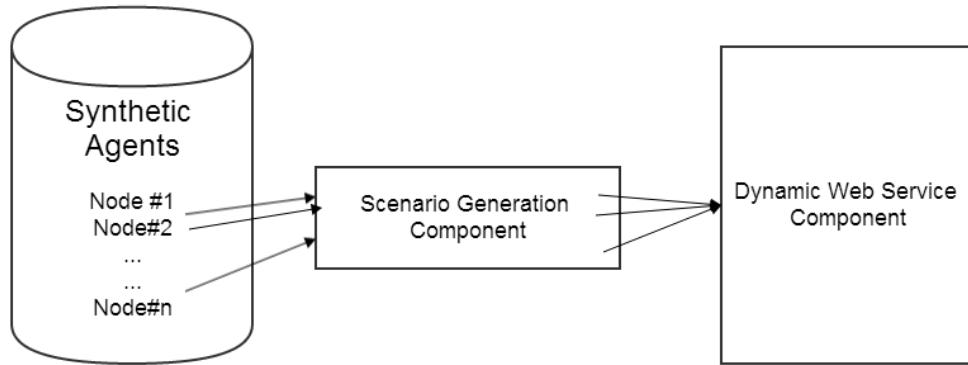 Synthetic
Agents
Node #1
Node#2
...
...
Node#n
Scenario Generation
Component
Dynamic Web Service
Component